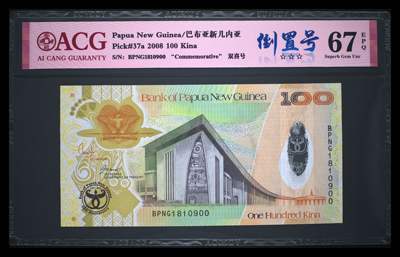 ACG
AI CANG GUARANTY
Papua New Guinea/巴布亚新几内亚
Pick#37a 2008 100 Kina
S/N: BPNG1810900 "Commemorative" 双喜号
倒置号
☆☆☆
67 EPQ
Superb Gem Unc
Bank of Papua New Guinea
100
BPNG1810900
BPNG1810900
One Hundred Kina